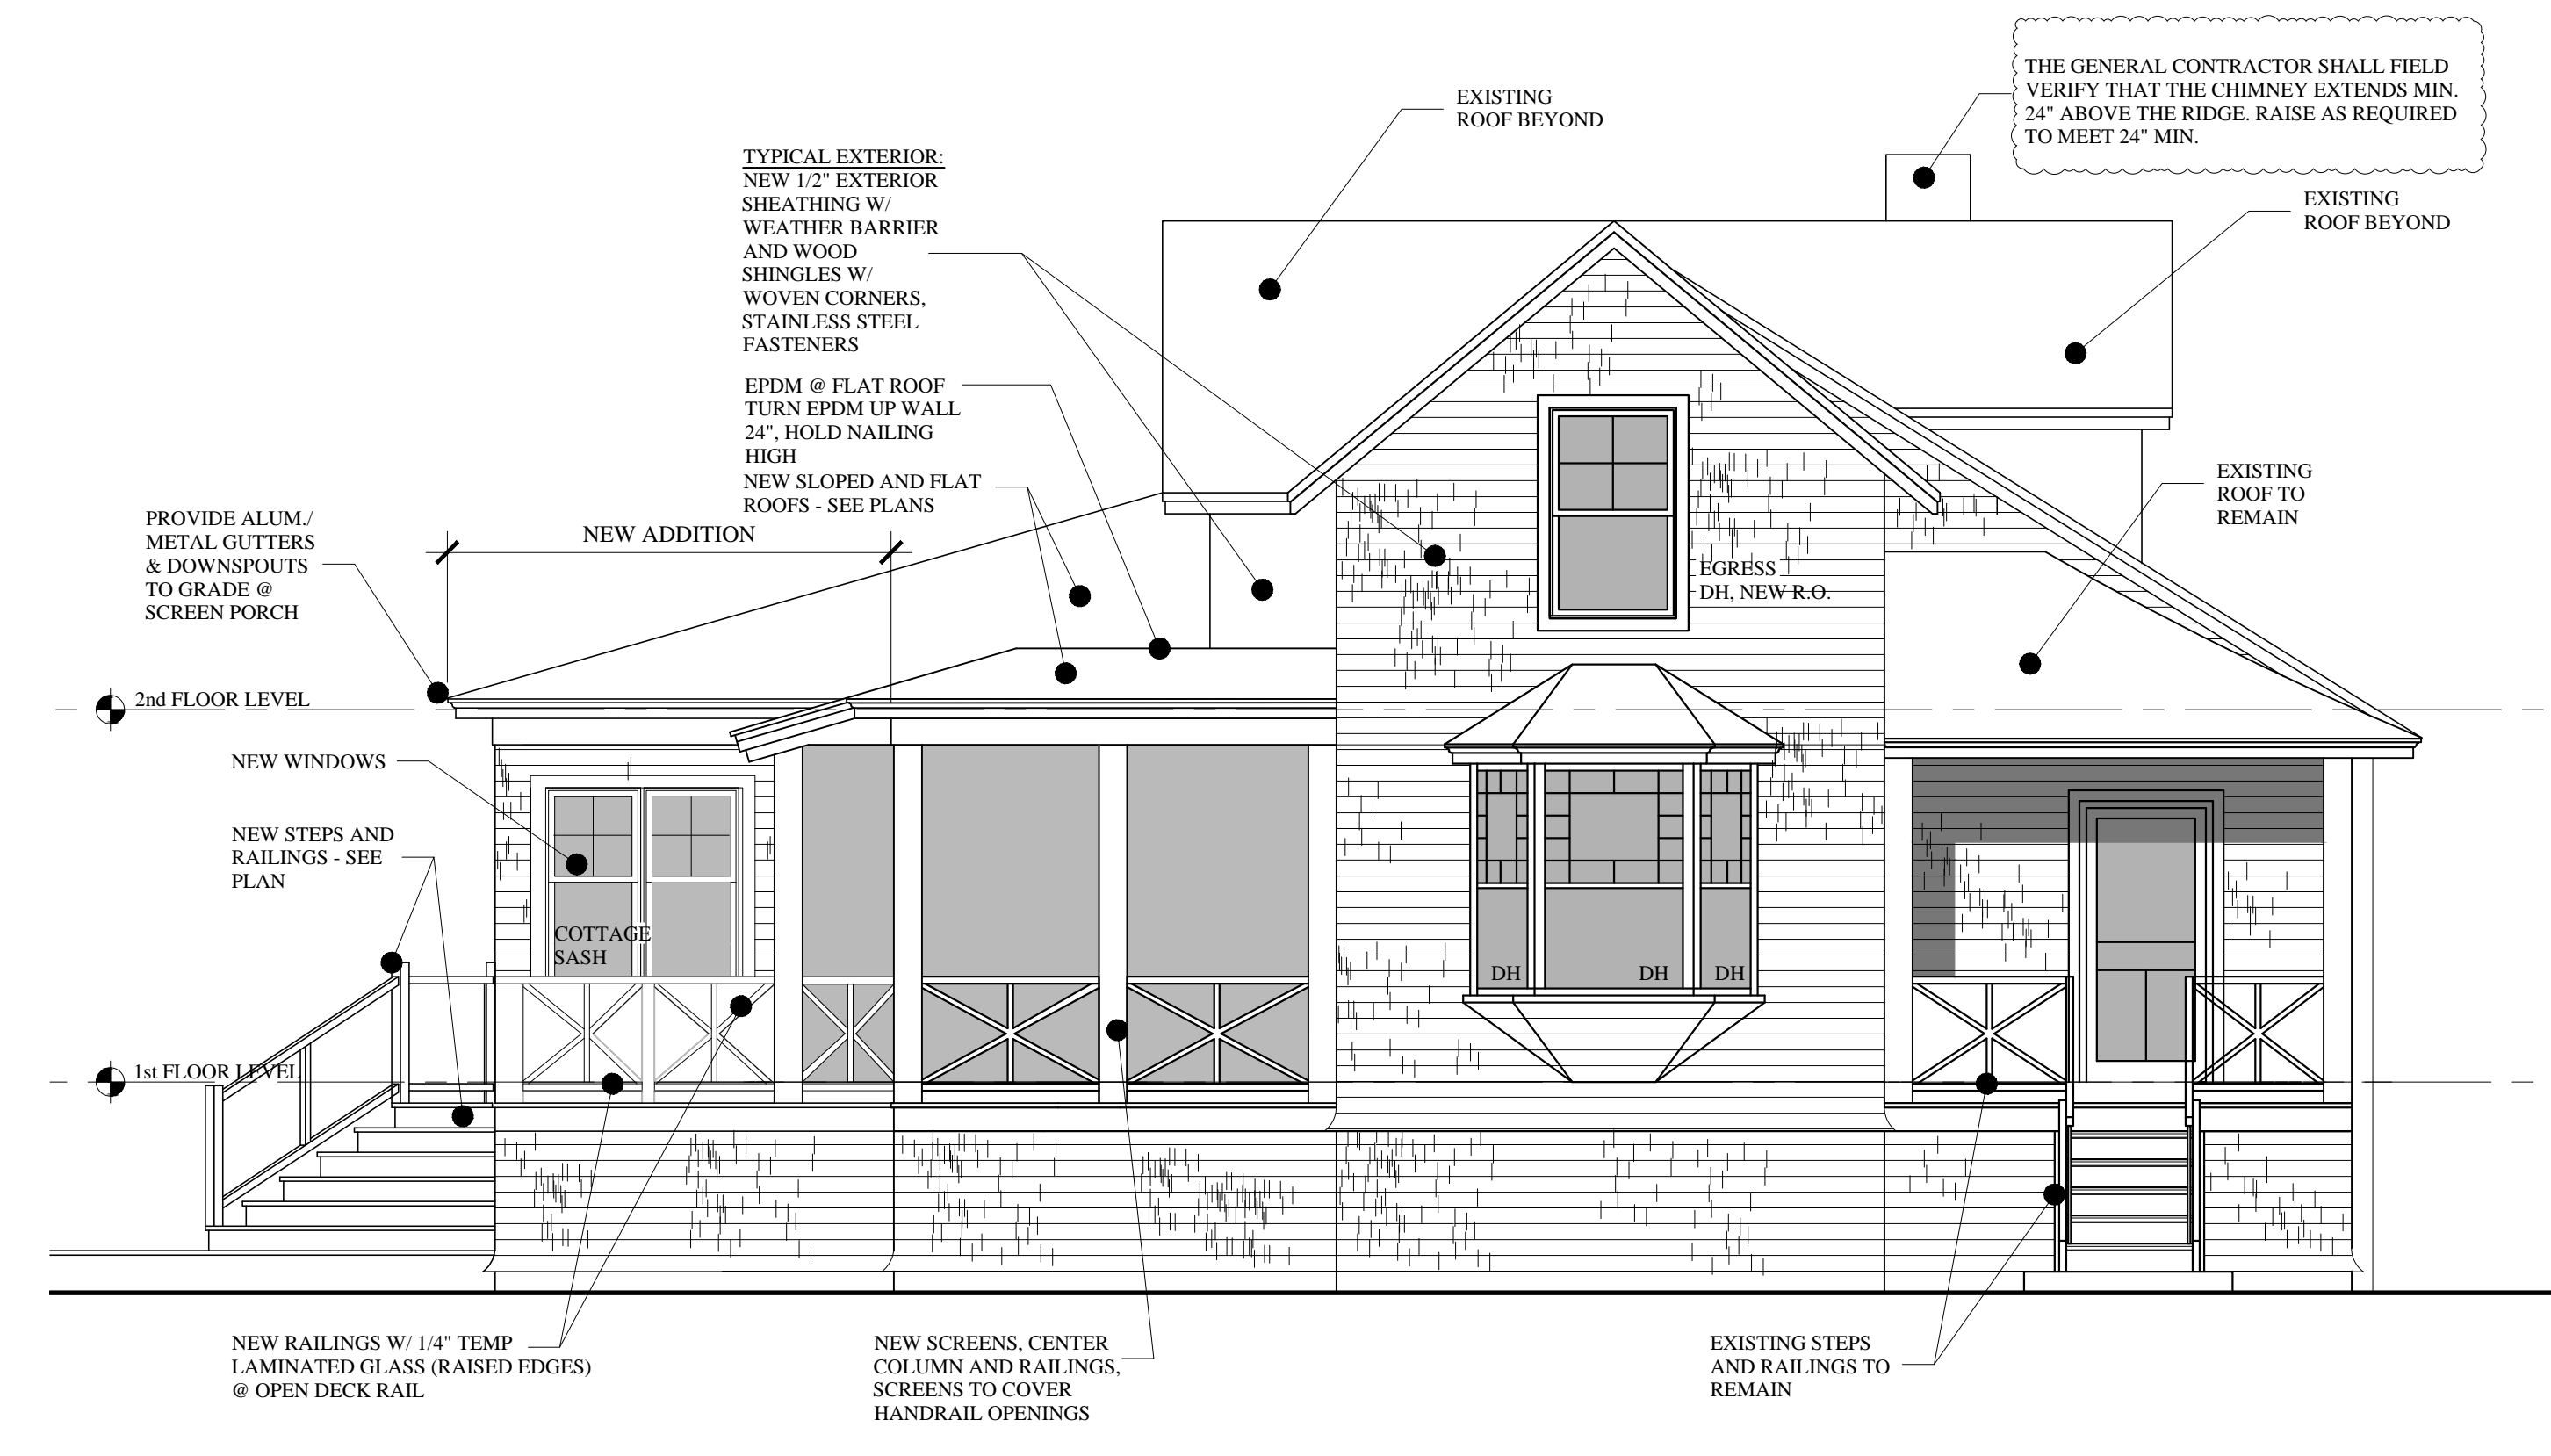 THE GENERAL CONTRACTOR SHALL FIELD
VERIFY THAT THE CHIMNEY EXTENDS MIN.
24" ABOVE THE RIDGE. RAISE AS REQUIRED
TO MEET 24" MIN.
EXISTING
ROOF BEYOND
TYPICAL EXTERIOR:
NEW 1/2" EXTERIOR
SHEATHING W/
WEATHER BARRIER
AND WOOD
SHINGLES W/
WOVEN CORNERS,
STAINLESS STEEL
FASTENERS
EXISTING
ROOF BEYOND
EPDM @ FLAT ROOF
TURN EPDM UP WALL
24", HOLD NAILING
HIGH
NEW SLOPED AND FLAT
ROOFS - SEE PLANS
EXISTING
ROOF TO
REMAIN
PROVIDE ALUM./
METAL GUTTERS
& DOWNSPOUTS
TO GRADE @
SCREEN PORCH
NEW ADDITION
EGRESS
DH, NEW R.O.
2nd FLOOR LEVEL
NEW WINDOWS
NEW STEPS AND
RAILINGS - SEE
PLAN
COTTAGE
SASH
DH
DH
DH
1st FLOOR LEVEL
NEW RAILINGS W/ 1/4" TEMP
LAMINATED GLASS (RAISED EDGES)
@ OPEN DECK RAIL
NEW SCREENS, CENTER
COLUMN AND RAILINGS,
SCREENS TO COVER
HANDRAIL OPENINGS
EXISTING STEPS
AND RAILINGS TO
REMAIN